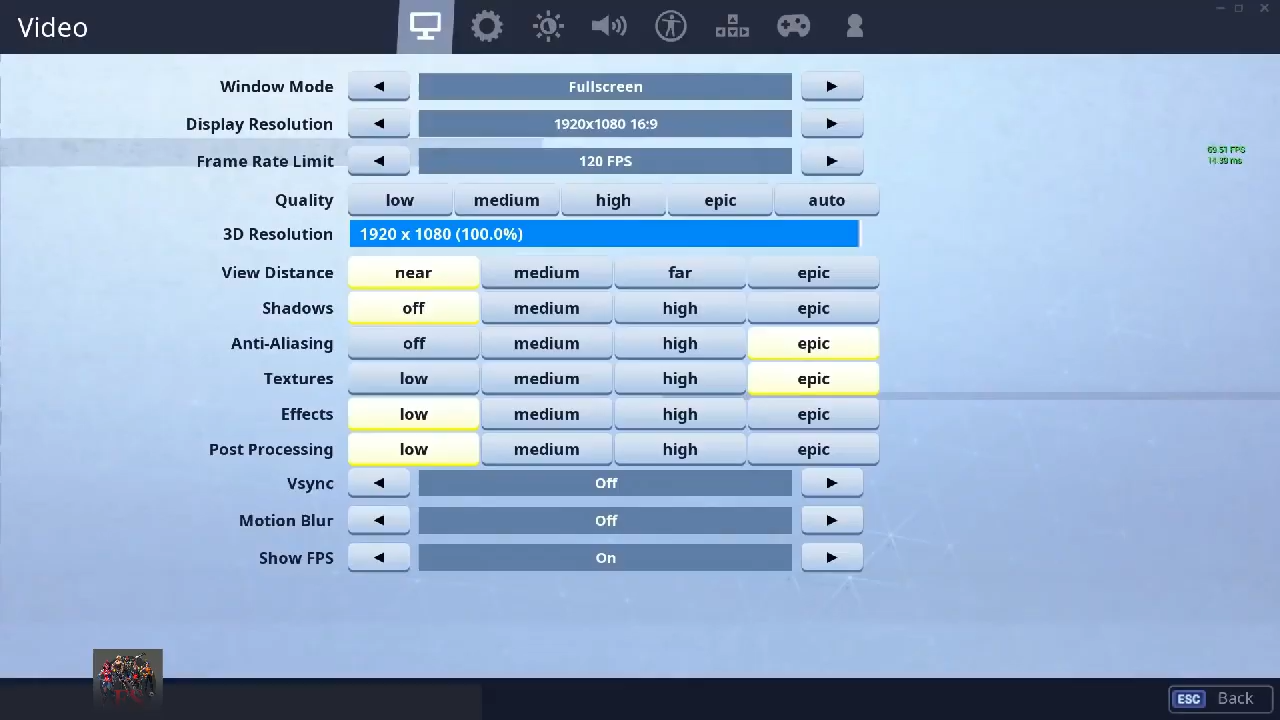 Video
Window Mode ◄ Fullscreen ►
Display Resolution ◄ 1920x1080 16:9 ►
Frame Rate Limit ◄ 120 FPS ►
Quality low medium high epic auto
3D Resolution 1920 x 1080 (100.0%)
View Distance near medium far epic
Shadows off medium high epic
Anti-Aliasing off medium high epic
Textures low medium high epic
Effects low medium high epic
Post Processing low medium high epic
Vsync ◄ Off ►
Motion Blur ◄ Off ►
Show FPS ◄ On ►
ESC Back